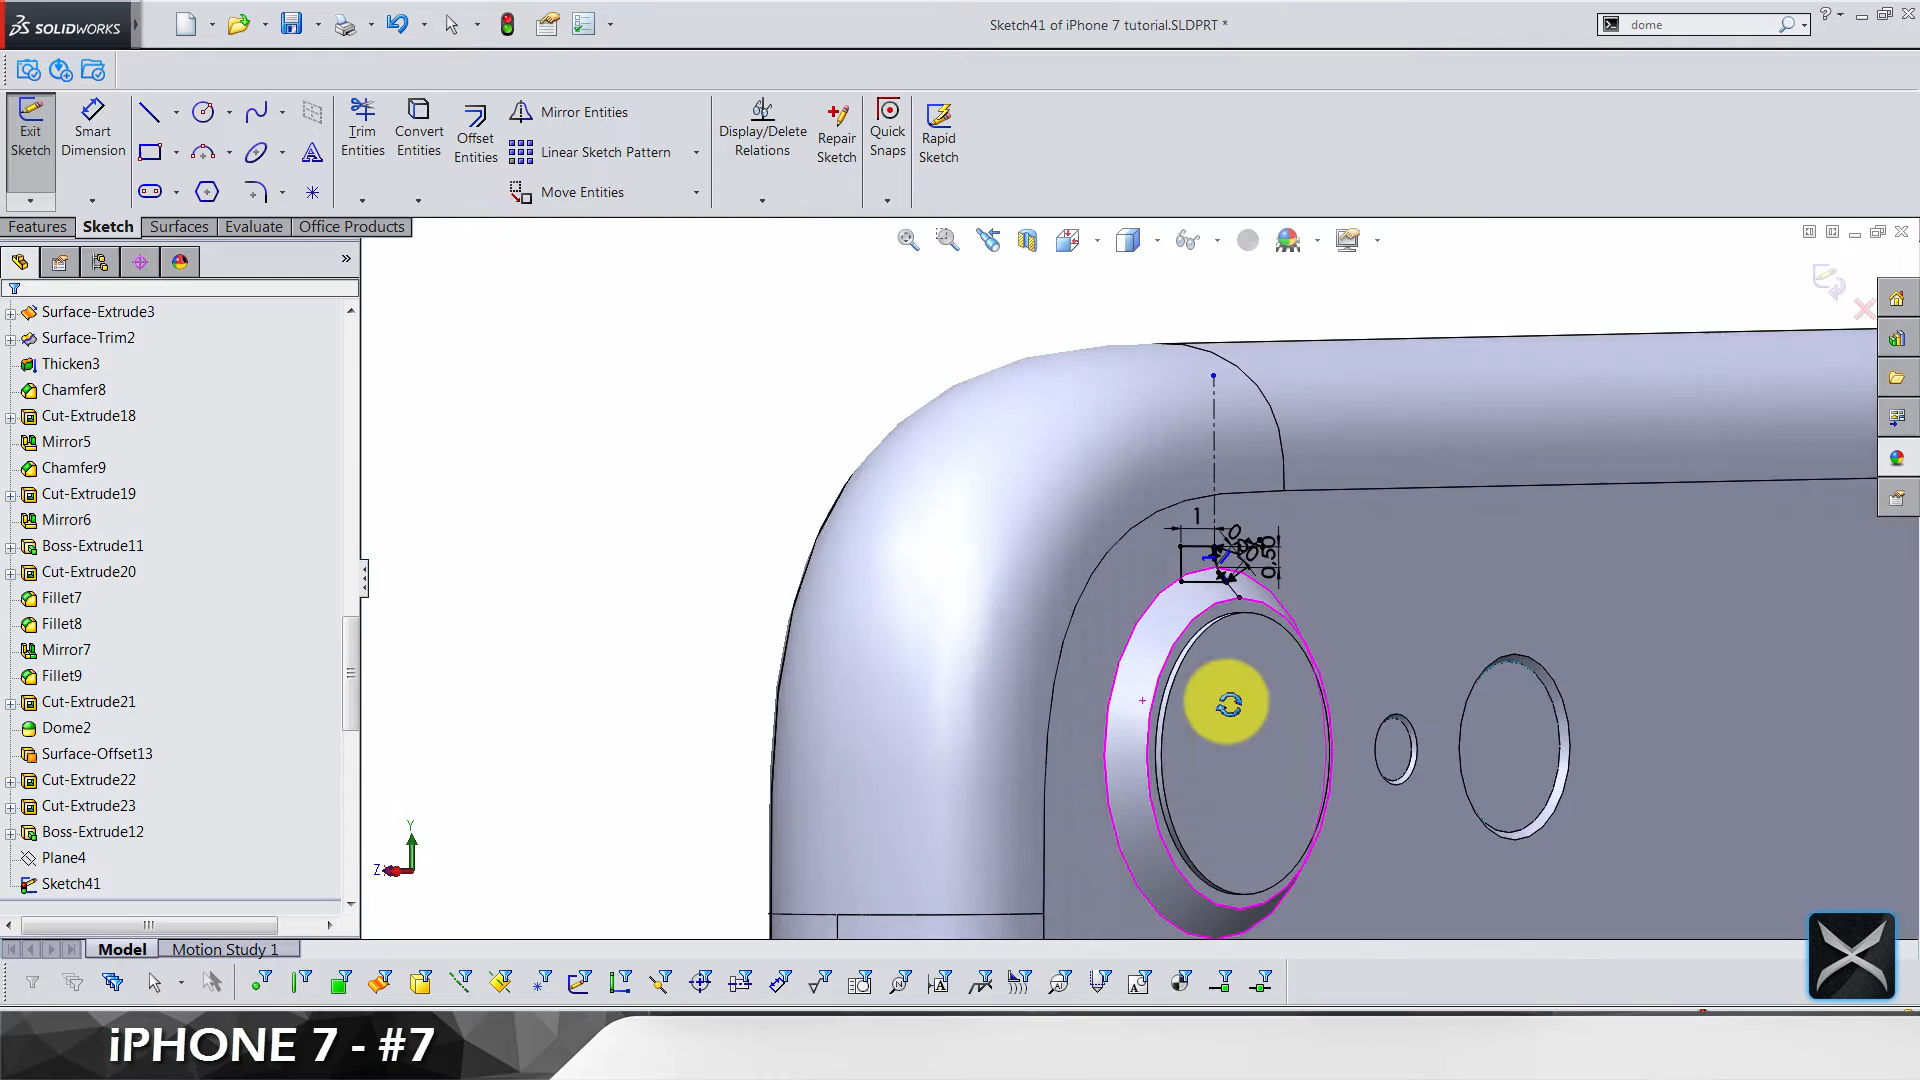 SOLIDWORKS
Sketch41 of iPhone 7 tutorial.SLDPRT *
dome
Exit
Sketch
Smart
Dimension
Trim
Entities
Convert
Entities
Offset
Entities
Mirror Entities
Linear Sketch Pattern
Move Entities
Display/Delete
Relations
Repair
Sketch
Quick
Snaps
Rapid
Sketch
Features
Sketch
Surfaces
Evaluate
Office Products
Surface-Extrude3
Surface-Trim2
Thicken3
Chamfer8
Cut-Extrude18
Mirror5
Chamfer9
Cut-Extrude19
Mirror6
Boss-Extrude11
Cut-Extrude20
Fillet7
Fillet8
Mirror7
Fillet9
Cut-Extrude21
Dome2
Surface-Offset13
Cut-Extrude22
Cut-Extrude23
Boss-Extrude12
Plane4
Sketch41
1
0,50
Y
Z
Model
Motion Study 1
iPHONE 7 - #7